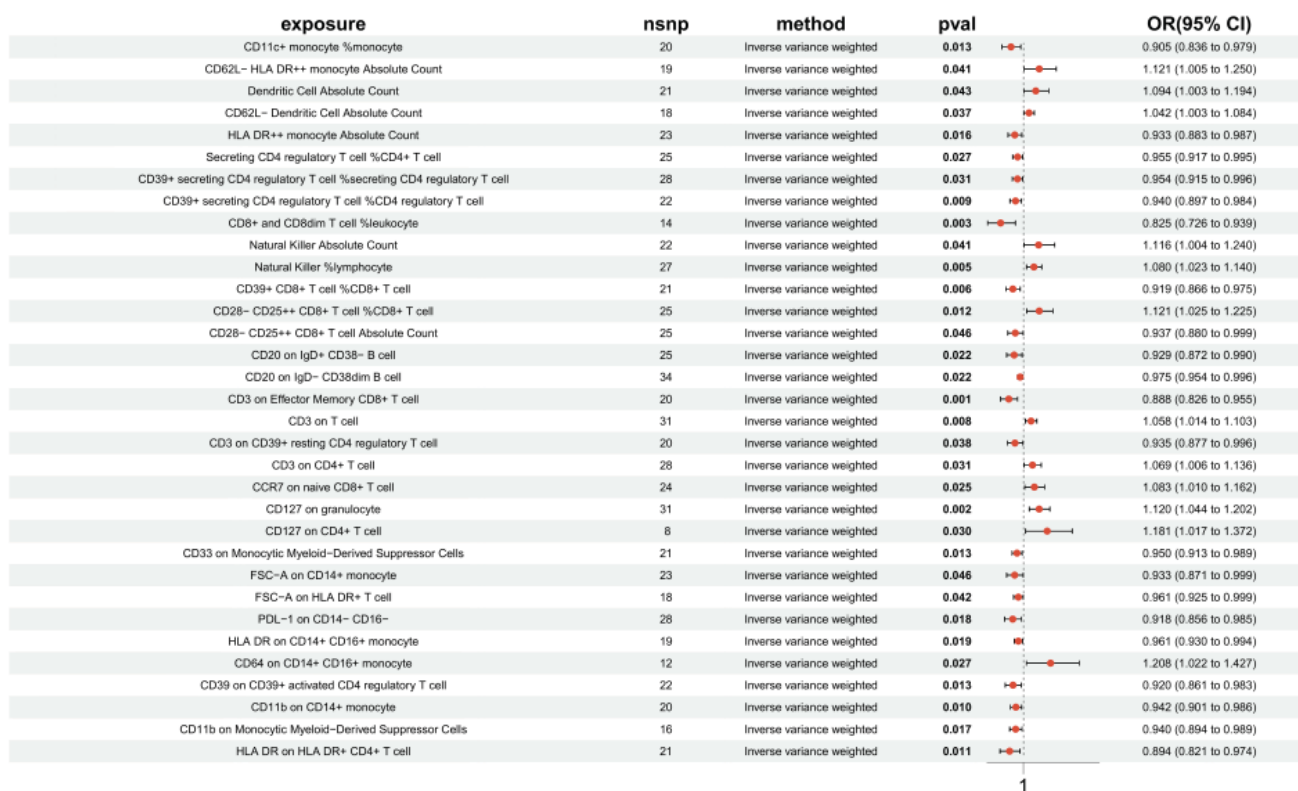 exposure nsnp method pval OR(95% CI)
CD11c+ monocyte %monocyte 20 Inverse variance weighted 0.013 0.905 (0.836 to 0.979)
CD62L− HLA DR++ monocyte Absolute Count 19 Inverse variance weighted 0.041 1.121 (1.005 to 1.250)
Dendritic Cell Absolute Count 21 Inverse variance weighted 0.043 1.094 (1.003 to 1.194)
CD62L− Dendritic Cell Absolute Count 18 Inverse variance weighted 0.037 1.042 (1.003 to 1.084)
HLA DR++ monocyte Absolute Count 23 Inverse variance weighted 0.016 0.933 (0.883 to 0.987)
Secreting CD4 regulatory T cell %CD4+ T cell 25 Inverse variance weighted 0.027 0.955 (0.917 to 0.995)
CD39+ secreting CD4 regulatory T cell %secreting CD4 regulatory T cell 28 Inverse variance weighted 0.031 0.954 (0.915 to 0.996)
CD39+ secreting CD4 regulatory T cell %CD4 regulatory T cell 22 Inverse variance weighted 0.009 0.940 (0.897 to 0.984)
CD8+ and CD8dim T cell %leukocyte 14 Inverse variance weighted 0.003 0.825 (0.726 to 0.939)
Natural Killer Absolute Count 22 Inverse variance weighted 0.041 1.116 (1.004 to 1.240)
Natural Killer %lymphocyte 27 Inverse variance weighted 0.005 1.080 (1.023 to 1.140)
CD39+ CD8+ T cell %CD8+ T cell 21 Inverse variance weighted 0.006 0.919 (0.866 to 0.975)
CD28− CD25++ CD8+ T cell %CD8+ T cell 25 Inverse variance weighted 0.012 1.121 (1.025 to 1.225)
CD28− CD25++ CD8+ T cell Absolute Count 25 Inverse variance weighted 0.046 0.937 (0.880 to 0.999)
CD20 on IgD+ CD38− B cell 25 Inverse variance weighted 0.022 0.929 (0.872 to 0.990)
CD20 on IgD− CD38dim B cell 34 Inverse variance weighted 0.022 0.975 (0.954 to 0.996)
CD3 on Effector Memory CD8+ T cell 20 Inverse variance weighted 0.001 0.888 (0.826 to 0.955)
CD3 on T cell 31 Inverse variance weighted 0.008 1.058 (1.014 to 1.103)
CD3 on CD39+ resting CD4 regulatory T cell 20 Inverse variance weighted 0.038 0.935 (0.877 to 0.996)
CD3 on CD4+ T cell 28 Inverse variance weighted 0.031 1.069 (1.006 to 1.136)
CCR7 on naive CD8+ T cell 24 Inverse variance weighted 0.025 1.083 (1.010 to 1.162)
CD127 on granulocyte 31 Inverse variance weighted 0.002 1.120 (1.044 to 1.202)
CD127 on CD4+ T cell 8 Inverse variance weighted 0.030 1.181 (1.017 to 1.372)
CD33 on Monocytic Myeloid−Derived Suppressor Cells 21 Inverse variance weighted 0.013 0.950 (0.913 to 0.989)
FSC−A on CD14+ monocyte 23 Inverse variance weighted 0.046 0.933 (0.871 to 0.999)
FSC−A on HLA DR+ T cell 18 Inverse variance weighted 0.042 0.961 (0.925 to 0.999)
PDL−1 on CD14− CD16− 28 Inverse variance weighted 0.018 0.918 (0.856 to 0.985)
HLA DR on CD14+ CD16+ monocyte 19 Inverse variance weighted 0.019 0.961 (0.930 to 0.994)
CD64 on CD14+ CD16+ monocyte 12 Inverse variance weighted 0.027 1.208 (1.022 to 1.427)
CD39 on CD39+ activated CD4 regulatory T cell 22 Inverse variance weighted 0.013 0.920 (0.861 to 0.983)
CD11b on CD14+ monocyte 20 Inverse variance weighted 0.010 0.942 (0.901 to 0.986)
CD11b on Monocytic Myeloid−Derived Suppressor Cells 16 Inverse variance weighted 0.017 0.940 (0.894 to 0.989)
HLA DR on HLA DR+ CD4+ T cell 21 Inverse variance weighted 0.011 0.894 (0.821 to 0.974)
1